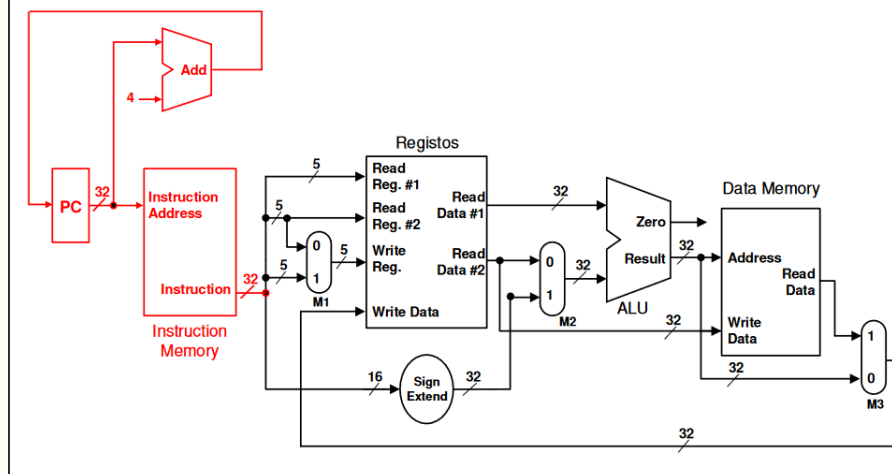 Add
4
Registos
PC
32
Instruction
Address
Instruction
32
Instruction
Memory
5
5
5
0
1
M1
5
Read
Reg. #1
Read
Reg. #2
Write
Reg.
Write Data
Read
Data #1
Read
Data #2
16
Sign
Extend
32
32
0
1
M2
32
Zero
Result
ALU
32
32
Data Memory
Address
Read
Data
Write
Data
32
1
0
M3
32